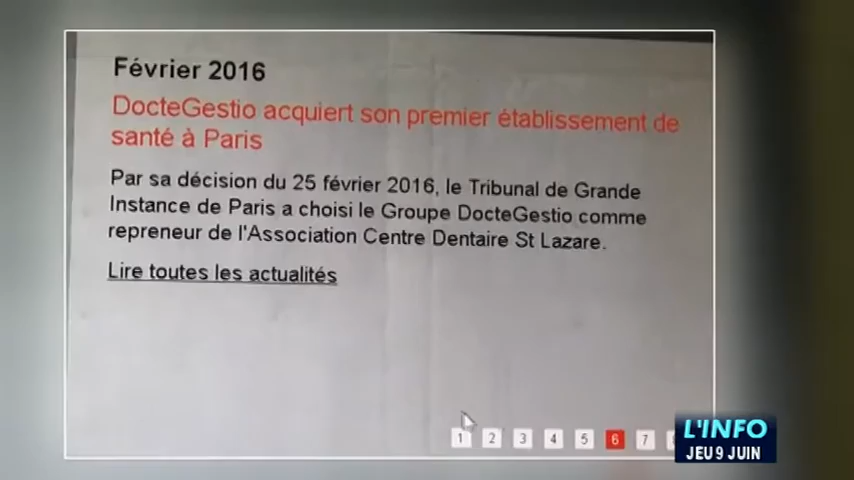 Février 2016
DocteGestio acquiert son premier établissement de
santé à Paris
Par sa décision du 25 février 2016, le Tribunal de Grande
Instance de Paris a choisi le Groupe DocteGestio comme
repreneur de l'Association Centre Dentaire St Lazare.
Lire toutes les actualités
1 2 3 4 5 6 7
L'INFO
JEU 9 JUIN